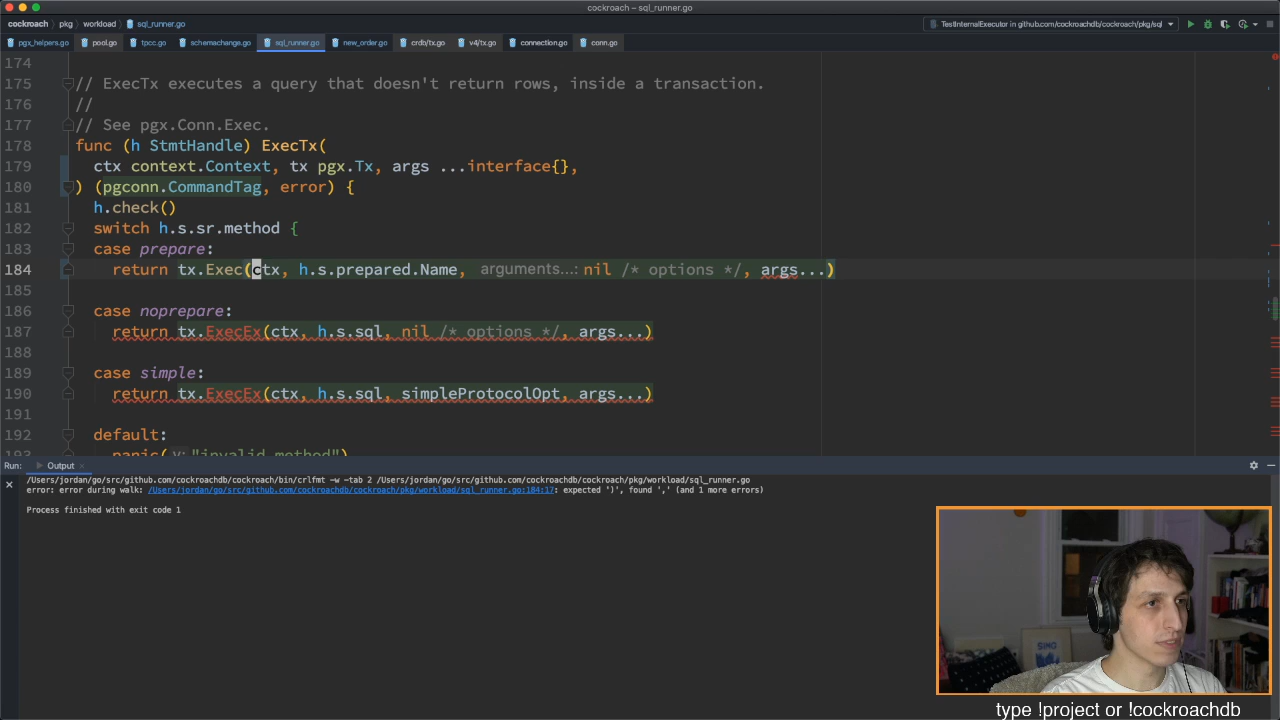 cockroach – sql_runner.go
cockroach pkg workload sql_runner.go TestInternalExecutor in github.com/cockroachdb/cockroach/pkg/sql
pgx_helpers.go pool.go tpcc.go schemachange.go sql_runner.go new_order.go crdb/tx.go v4/tx.go connection.go conn.go
174
175 // ExecTx executes a query that doesn't return rows, inside a transaction.
176 //
177 // See pgx.Conn.Exec.
178 func (h StmtHandle) ExecTx(
179 ctx context.Context, tx pgx.Tx, args ...interface{},
180 ) (pgconn.CommandTag, error) {
181 h.check()
182 switch h.s.sr.method {
183 case prepare:
184 return tx.Exec(ctx, h.s.prepared.Name, arguments...: nil /* options */, args...)
185
186 case noprepare:
187 return tx.ExecEx(ctx, h.s.sql, nil /* options */, args...)
188
189 case simple:
190 return tx.ExecEx(ctx, h.s.sql, simpleProtocolOpt, args...)
191
192 default:
193 panic( v: "invalid method")
Run: Output
/Users/jordan/go/src/github.com/cockroachdb/cockroach/bin/crlfmt -w -tab 2 /Users/jordan/go/src/github.com/cockroachdb/cockroach/pkg/workload/sql_runner.go
error: error during walk: /Users/jordan/go/src/github.com/cockroachdb/cockroach/pkg/workload/sql_runner.go:184:17: expected ')', found ',' (and 1 more errors)
Process finished with exit code 1
SING
type !project or !cockroachdb